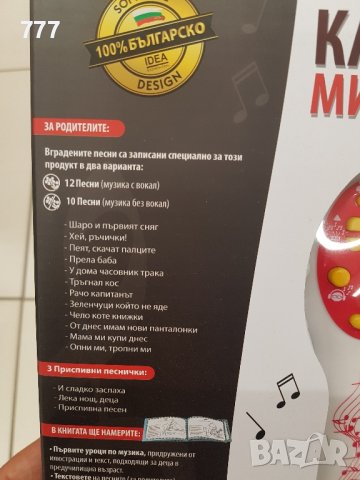 777
100% БЪЛГАРСКО
IDEA
DESIGN
ЗА РОДИТЕЛИТЕ:
Вградените песни са записани специално за този
продукт в два варианта:
12 Песни (музика с вокал)
10 Песни (музика без вокал)
- Шаро и първият сняг
- Хей, ръчички!
- Пеят, скачат палците
- Прела баба
- У дома часовник трака
- Тръгнал кос
- Рачо капитанът
- Зеленчуци който не яде
- Чело коте книжки
- От днес имам нови панталонки
- Мама ми купи днес
- Опни ми, тропни ми
3 Приспивни песнички:
- И сладко заспаха
- Лека нощ, деца
- Приспивна песен
В КНИГАТА ЩЕ НАМЕРИТЕ:
• Първите уроци по музика, придружени от
илюстрации и текст, подходящи за деца в
предучилищна възраст.
• Текстовете на песните
КА
МИ
bazar.bg